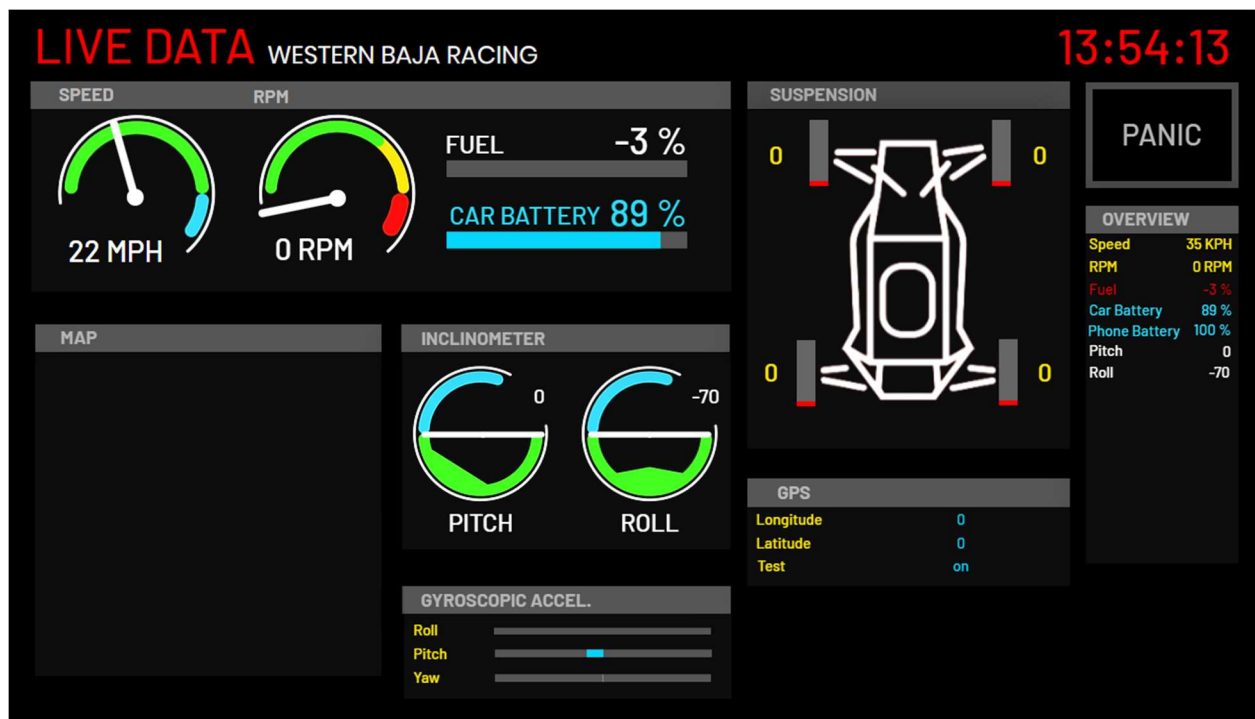 LIVE DATA WESTERN BAJA RACING
13:54:13
SPEED
RPM
22 MPH
0 RPM
FUEL -3 %
CAR BATTERY 89 %
SUSPENSION
0
0
0
0
PANIC
OVERVIEW
Speed 35 KPH
RPM 0 RPM
Fuel -3 %
Car Battery 89 %
Phone Battery 100 %
Pitch 0
Roll -70
MAP
INCLINOMETER
0
-70
PITCH
ROLL
GPS
Longitude 0
Latitude 0
Test on
GYROSCOPIC ACCEL.
Roll
Pitch
Yaw